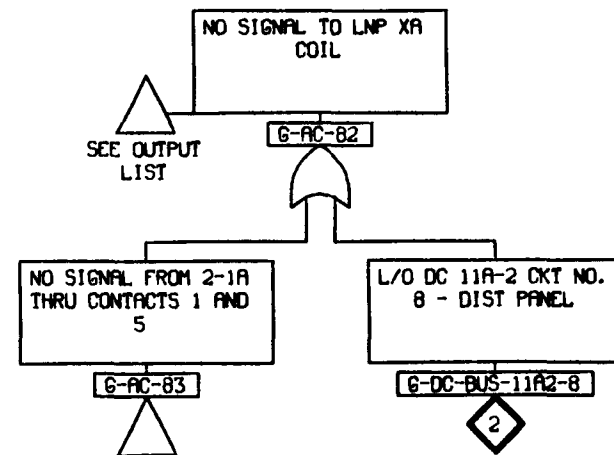 NO SIGNAL TO LNP XA
COIL
G-AC-82
SEE OUTPUT
LIST
NO SIGNAL FROM 2-1A
THRU CONTACTS 1 AND
5
G-AC-83
L/O DC 11A-2 CKT NO.
8 - DIST PANEL
G-DC-BUS-11A2-8
2